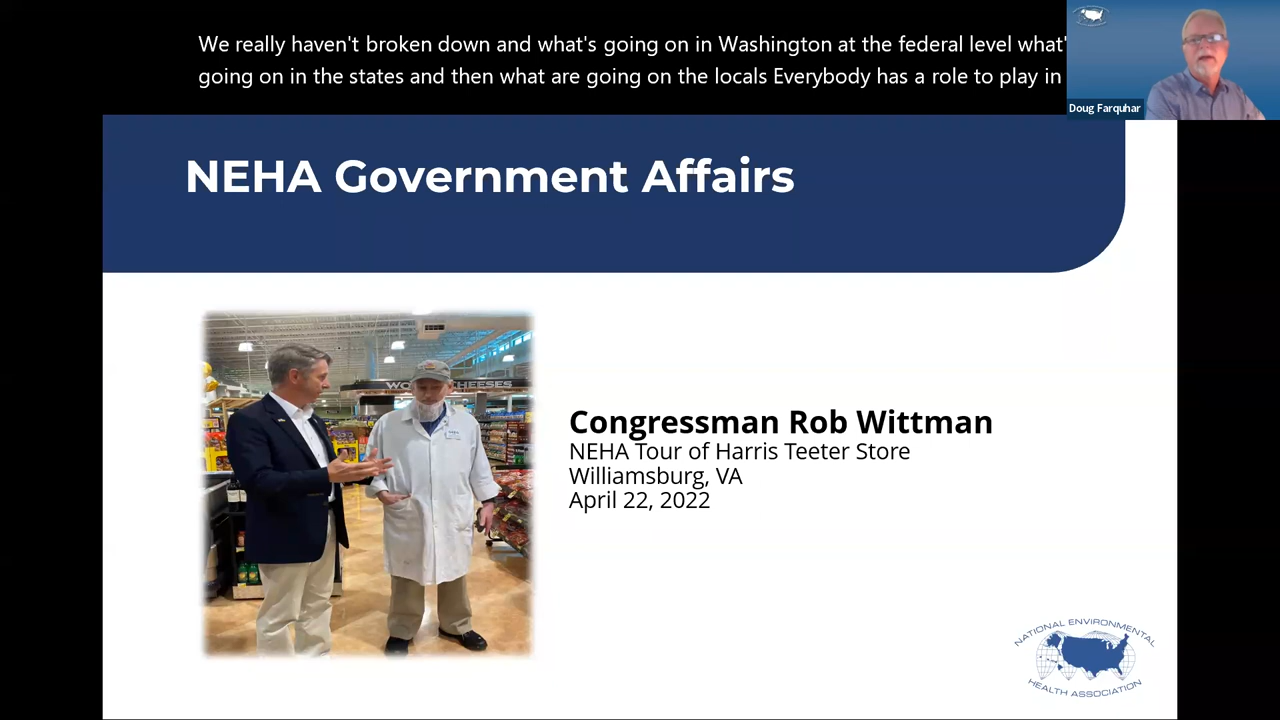 We really haven't broken down and what's going on in Washington at the federal level what'
going on in the states and then what are going on the locals Everybody has a role to play in
Doug Farquhar
NEHA Government Affairs
WO CHEESES
Congressman Rob Wittman
NEHA Tour of Harris Teeter Store
Williamsburg, VA
April 22, 2022
NATIONAL ENVIRONMENTAL
HEALTH ASSOCIATION